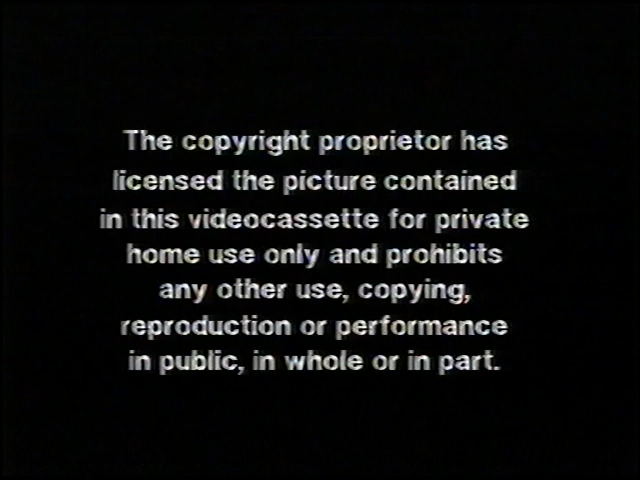 The copyright proprietor has
licensed the picture contained
in this videocassette for private
home use only and prohibits
any other use, copying,
reproduction or performance
in public, in whole or in part.